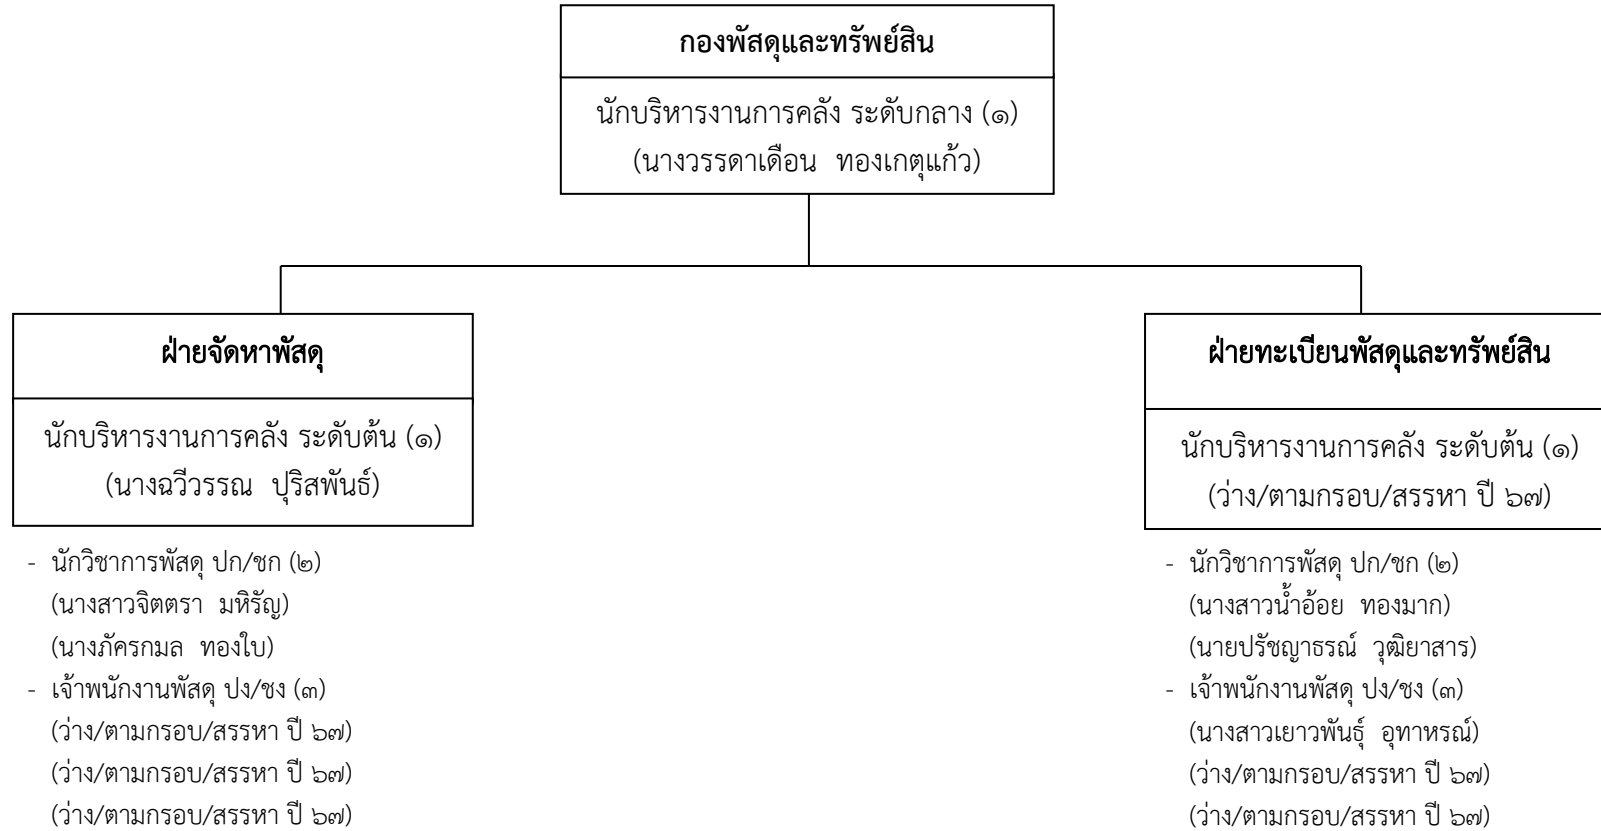 กองพัสดุและทรัพย์สิน
นักบริหารงานการคลัง ระดับกลาง (๑)
(นางวรรดาเดือน ทองเกตุแก้ว)
ฝ่ายจัดหาพัสดุ
นักบริหารงานการคลัง ระดับต้น (๑)
(นางฉวีวรรณ ปุริสพันธ์)
- นักวิชาการพัสดุ ปก/ชก (๒)
(นางสาวจิตตรา มหิรัญ)
(นางภัครกมล ทองใบ)
- เจ้าพนักงานพัสดุ ปง/ชง (๓)
(ว่าง/ตามกรอบ/สรรหา ปี ๖๗)
(ว่าง/ตามกรอบ/สรรหา ปี ๖๗)
(ว่าง/ตามกรอบ/สรรหา ปี ๖๗)
ฝ่ายทะเบียนพัสดุและทรัพย์สิน
นักบริหารงานการคลัง ระดับต้น (๑)
(ว่าง/ตามกรอบ/สรรหา ปี ๖๗)
- นักวิชาการพัสดุ ปก/ชก (๒)
(นางสาวน้ำอ้อย ทองมาก)
(นายปรัชญาธรณ์ วุฒิยาสาร)
- เจ้าพนักงานพัสดุ ปง/ชง (๓)
(นางสาวเยาวพันธุ์ อุทาหรณ์)
(ว่าง/ตามกรอบ/สรรหา ปี ๖๗)
(ว่าง/ตามกรอบ/สรรหา ปี ๖๗)